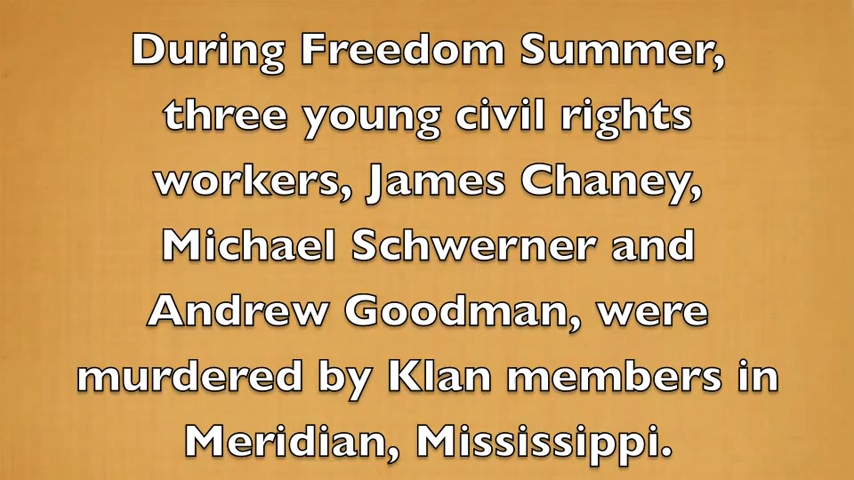 During Freedom Summer,
three young civil rights
workers, James Chaney,
Michael Schwerner and
Andrew Goodman, were
murdered by Klan members in
Meridian, Mississippi.